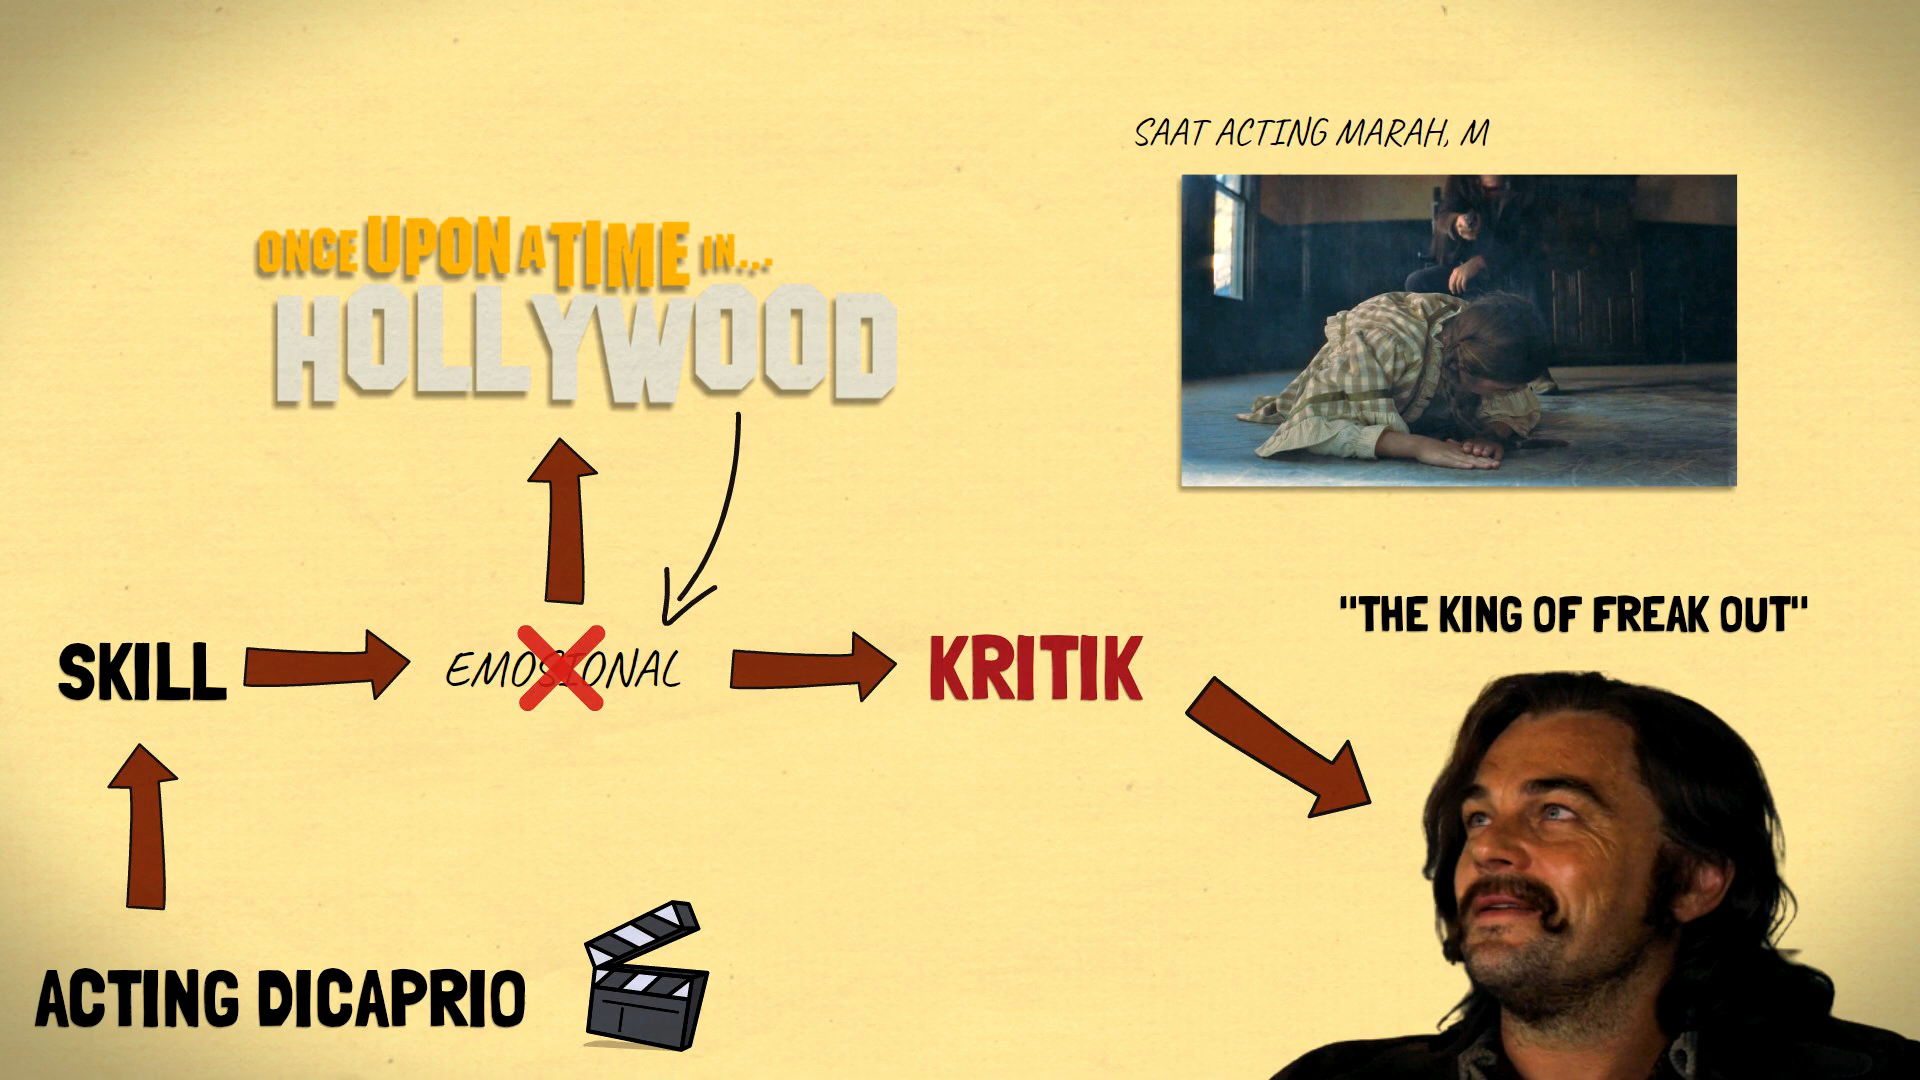 SAAT ACTING MARAH, M
ONCE UPON A TIME IN...
HOLLYWOOD
"THE KING OF FREAK OUT"
SKILL
EMOSIONAL
KRITIK
ACTING DICAPRIO